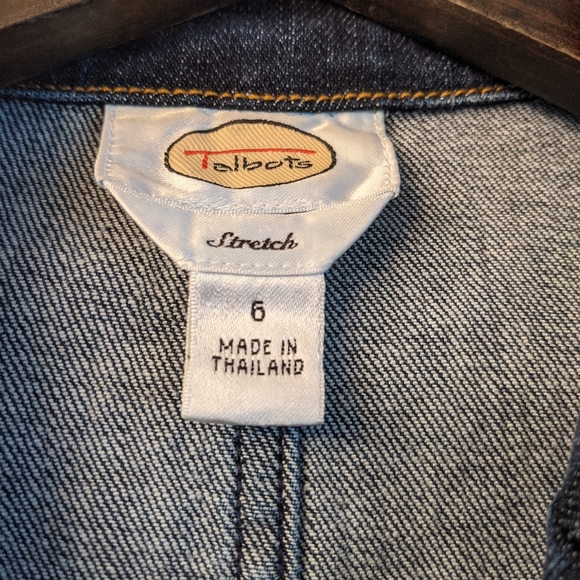 Talbots
Stretch
6
MADE IN
THAILAND